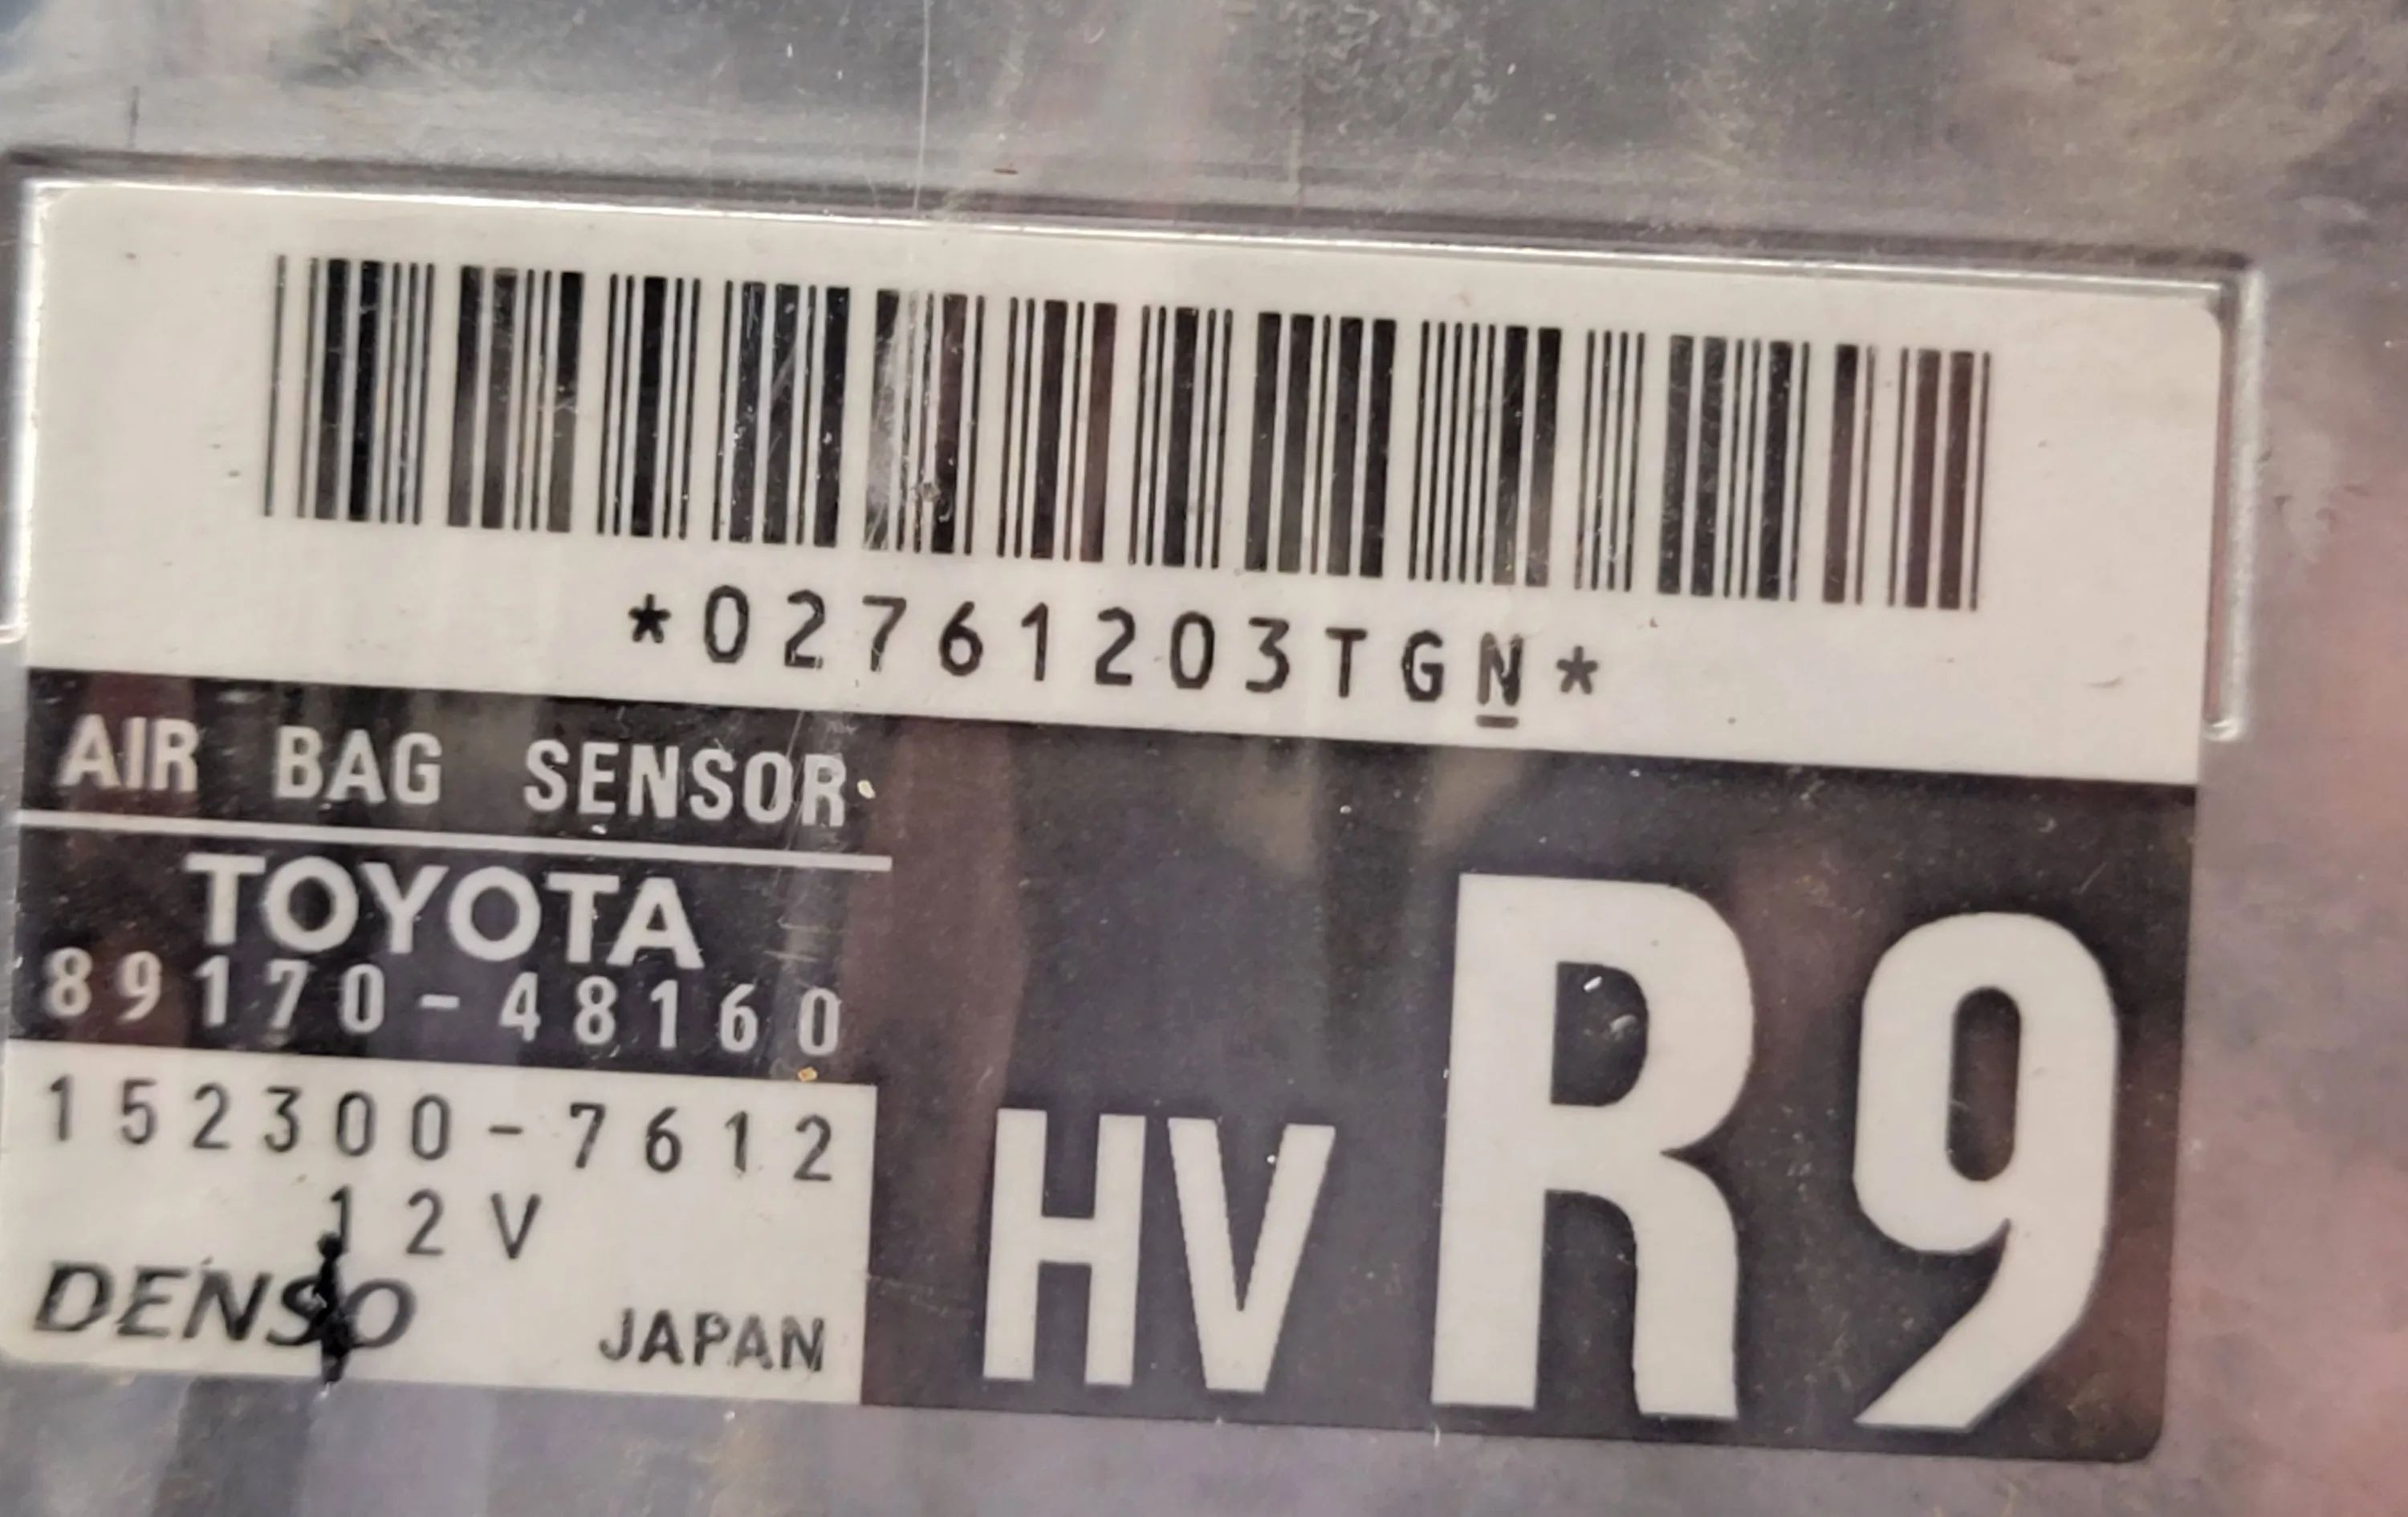 *02761203TGN*
AIR BAG SENSOR
TOYOTA
89170-48160
152300-7612
12V
DENSO JAPAN
HV R9